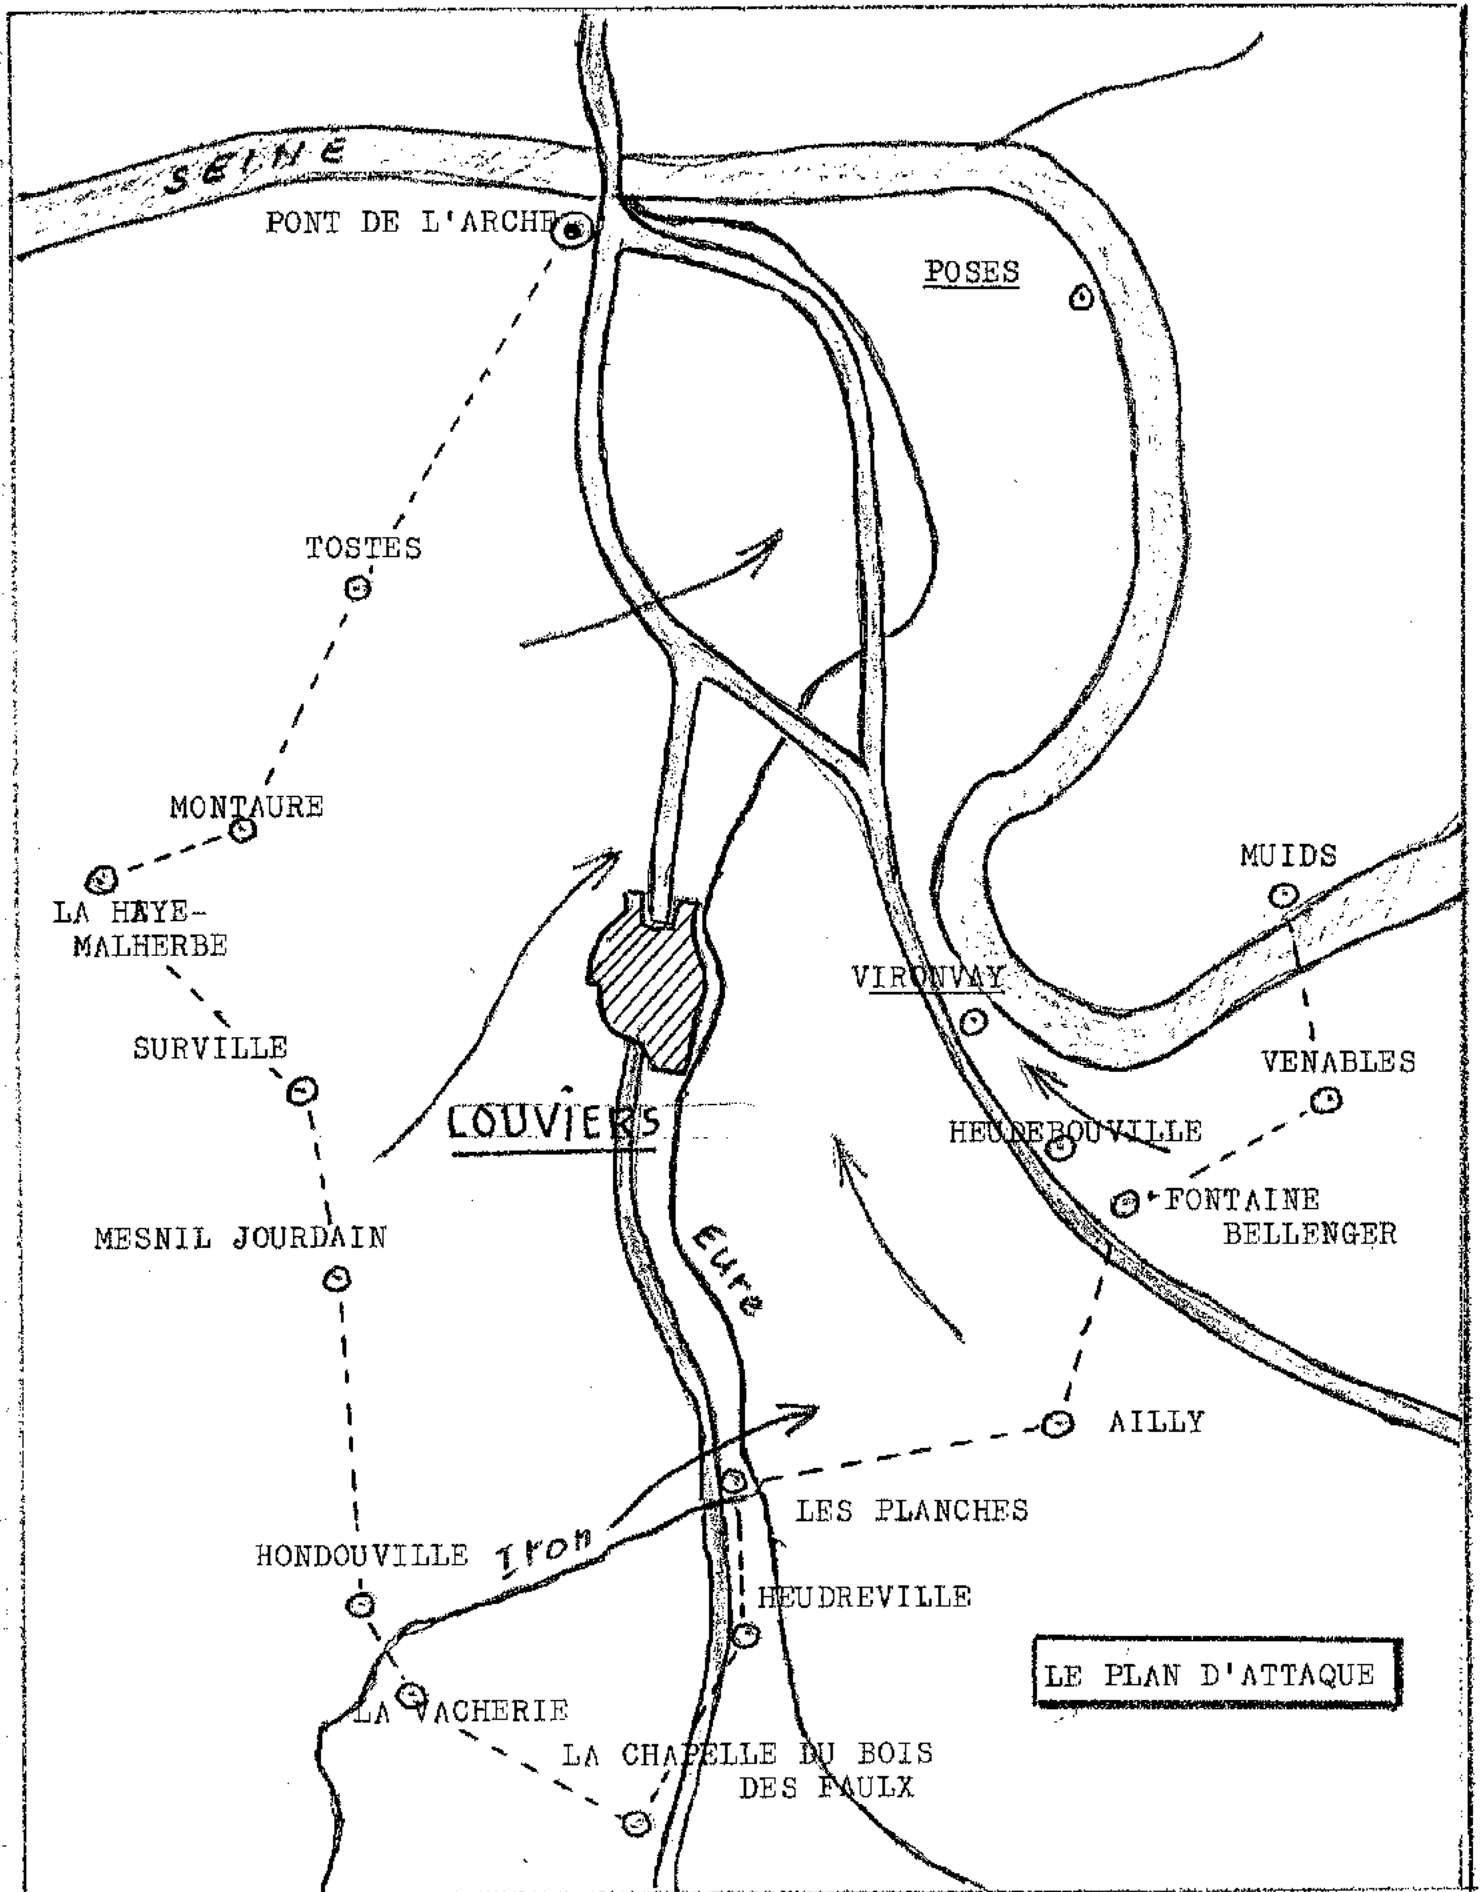 SEINE
PONT DE L'ARCHE
POSES
TOSTES
MONTAURE
MUIDS
LA HAYE-
MALHERBE
VIRONVAY
SURVILLE
VENABLES
LOUVIERS
HEUDEBOUVILLE
FONTAINE
BELLENGER
MESNIL JOURDAIN
Eure
AILLY
LES PLANCHES
Iron
HONDOUVILLE
HEUDREVILLE
LE PLAN D'ATTAQUE
LA VACHERIE
LA CHAPELLE DU BOIS
DES FAULX